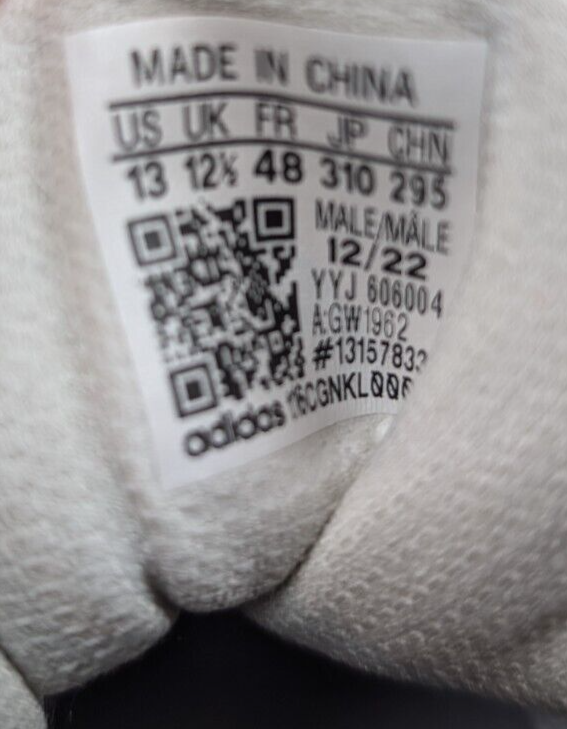 MADE IN CHINA
US UK FR JP CHN
13 12½ 48 310 295
MALE/MÂLE
12/22
YYJ 606004
A:GW1962
#13157833
adidas